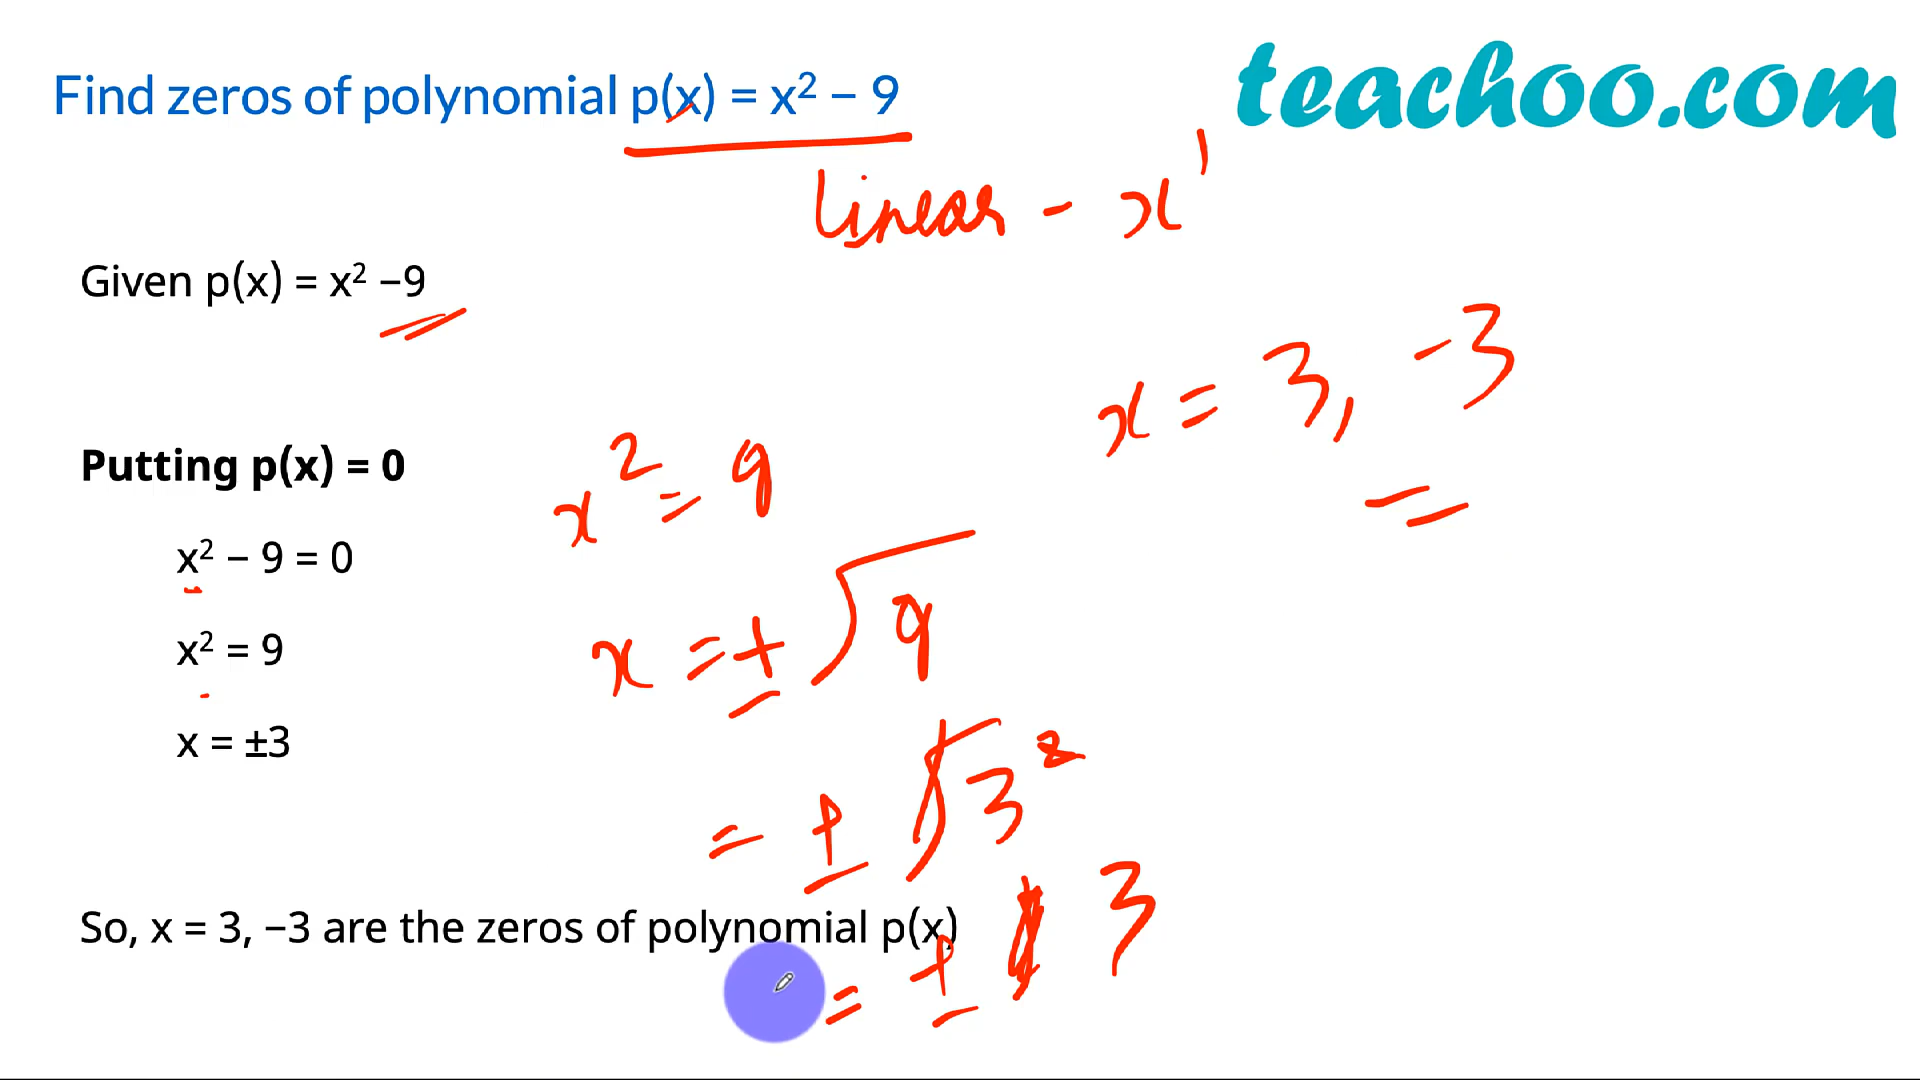 Find zeros of polynomial p(x) = x² − 9
teachoo.com
linear - x¹
Given p(x) = x² −9
x = 3, -3
Putting p(x) = 0
x² = 9
x² − 9 = 0
x = ± √9
x² = 9
x = ±3
= ± √3²
So, x = 3, −3 are the zeros of polynomial p(x)
= ± 3